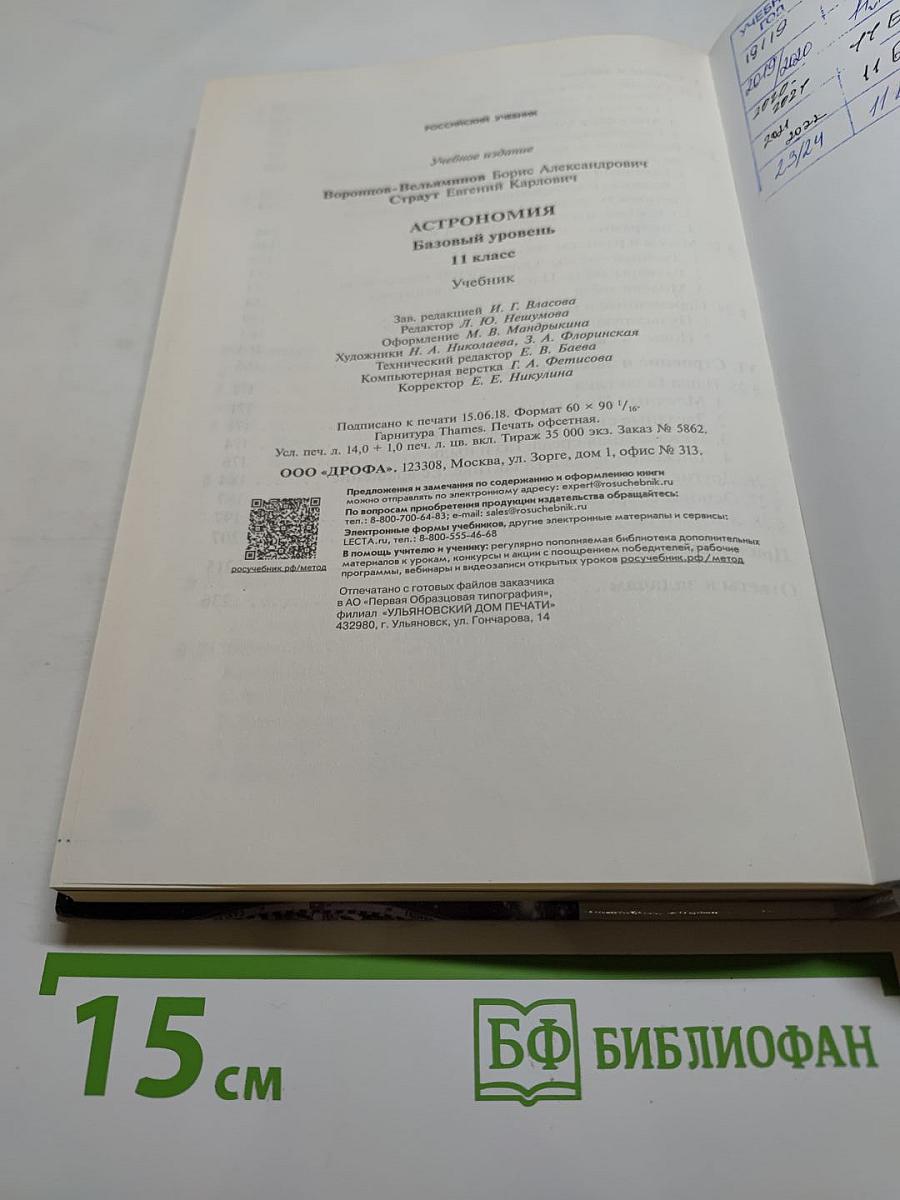 РОССИЙСКИЙ УЧЕБНИК
Учебное издание
Воронцов-Вельяминов Борис Александрович
Страут Евгений Карлович
АСТРОНОМИЯ
Базовый уровень
11 класс
Учебник
Зав. редакцией И. Г. Власова
Редактор Л. Ю. Нешумова
Оформление М. В. Мандрыкина
Художники Н. А. Николаева, З. А. Флоринская
Технический редактор Е. В. Баева
Компьютерная верстка Г. А. Фетисова
Корректор Е. Е. Никулина
Подписано к печати 15.06.18. Формат 60 × 90 1/16.
Гарнитура Thames. Печать офсетная.
Усл. печ. л. 14,0 + 1,0 печ. л. цв. вкл. Тираж 35 000 экз. Заказ № 5862.
ООО «ДРОФА». 123308, Москва, ул. Зорге, дом 1, офис № 313.
Предложения и замечания по содержанию и оформлению книги
можно отправлять по электронному адресу: expert@rosuchebnik.ru
По вопросам приобретения продукции издательства обращайтесь:
тел.: 8-800-700-64-83; e-mail: sales@rosuchebnik.ru
Электронные формы учебников, другие электронные материалы и сервисы:
LECTA.ru, тел.: 8-800-555-46-68
В помощь учителю и ученику: регулярно пополняемая библиотека дополнительных
материалов к урокам, конкурсы и акции с поощрением победителей, рабочие
программы, вебинары и видеозаписи открытых уроков росучебник.рф/метод
росучебник.рф/метод
Отпечатано с готовых файлов заказчика
в АО «Первая Образцовая типография»,
филиал «УЛЬЯНОВСКИЙ ДОМ ПЕЧАТИ»
432980, г. Ульяновск, ул. Гончарова, 14
УЧЕБН
ГОД
19/19
2019/2020
11 Б
2020-
2021
11
2021
2022
11
23/24
15 см
БФ БИБЛИОФАН